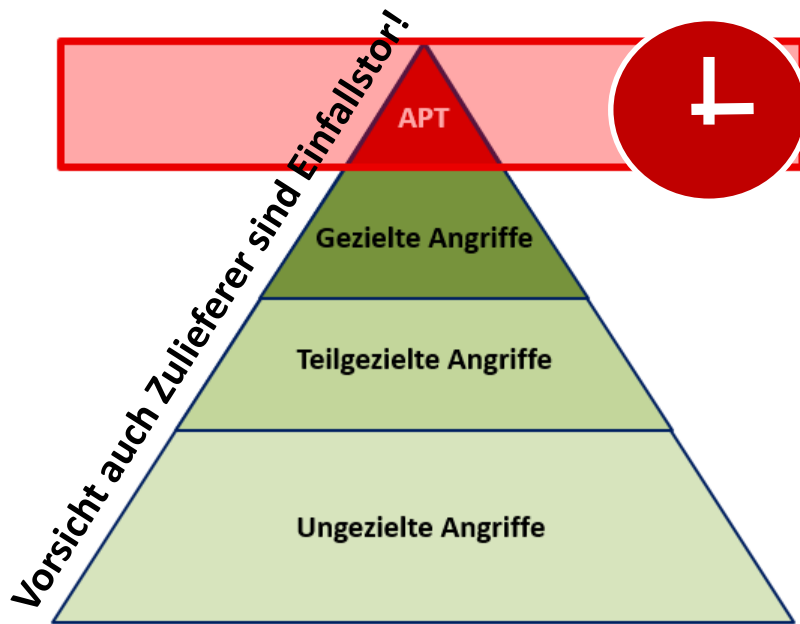 Vorsicht auch Zulieferer sind Einfallstor!
APT
Gezielte Angriffe
Teilgezielte Angriffe
Ungezielte Angriffe